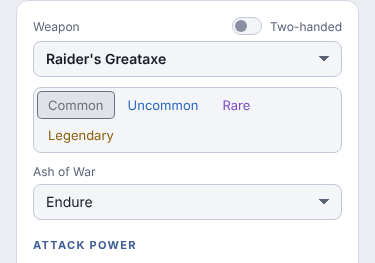 Weapon Two-handed
Raider's Greataxe
Common Uncommon Rare
Legendary
Ash of War
Endure
ATTACK POWER